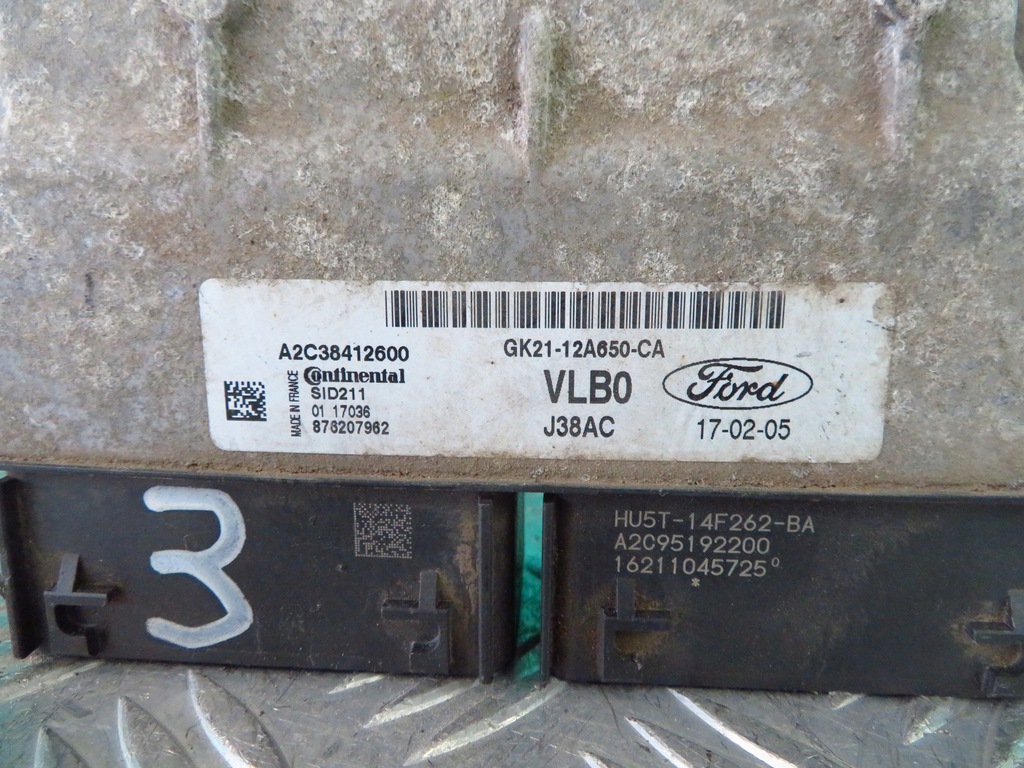 A2C38412600
MADE IN FRANCE
Continental
SID211
01 17036
876207962
GK21-12A650-CA
VLB0
Ford
J38AC
17-02-05
3
HU5T-14F262-BA
A2C95192200
16211045725°
*